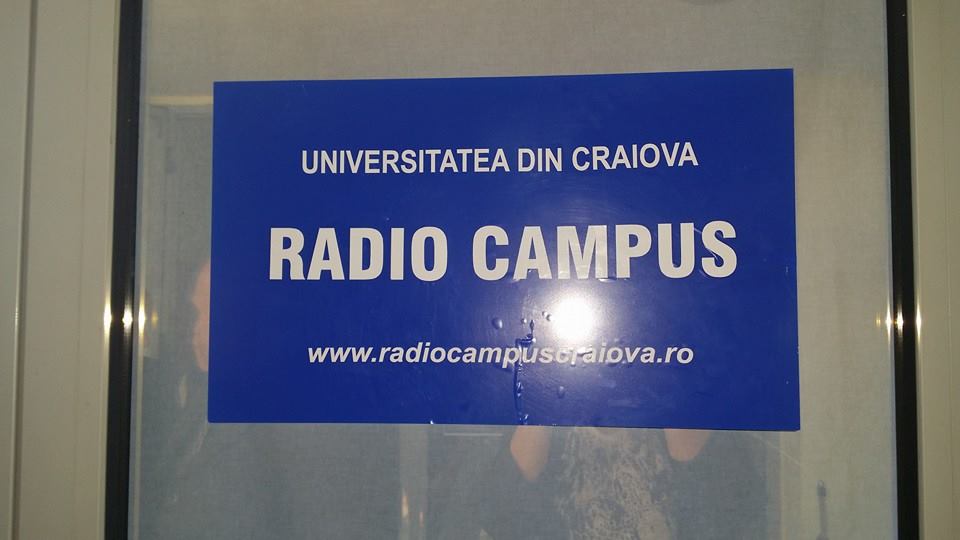 UNIVERSITATEA DIN CRAIOVA
RADIO CAMPUS
www.radiocampuscraiova.ro